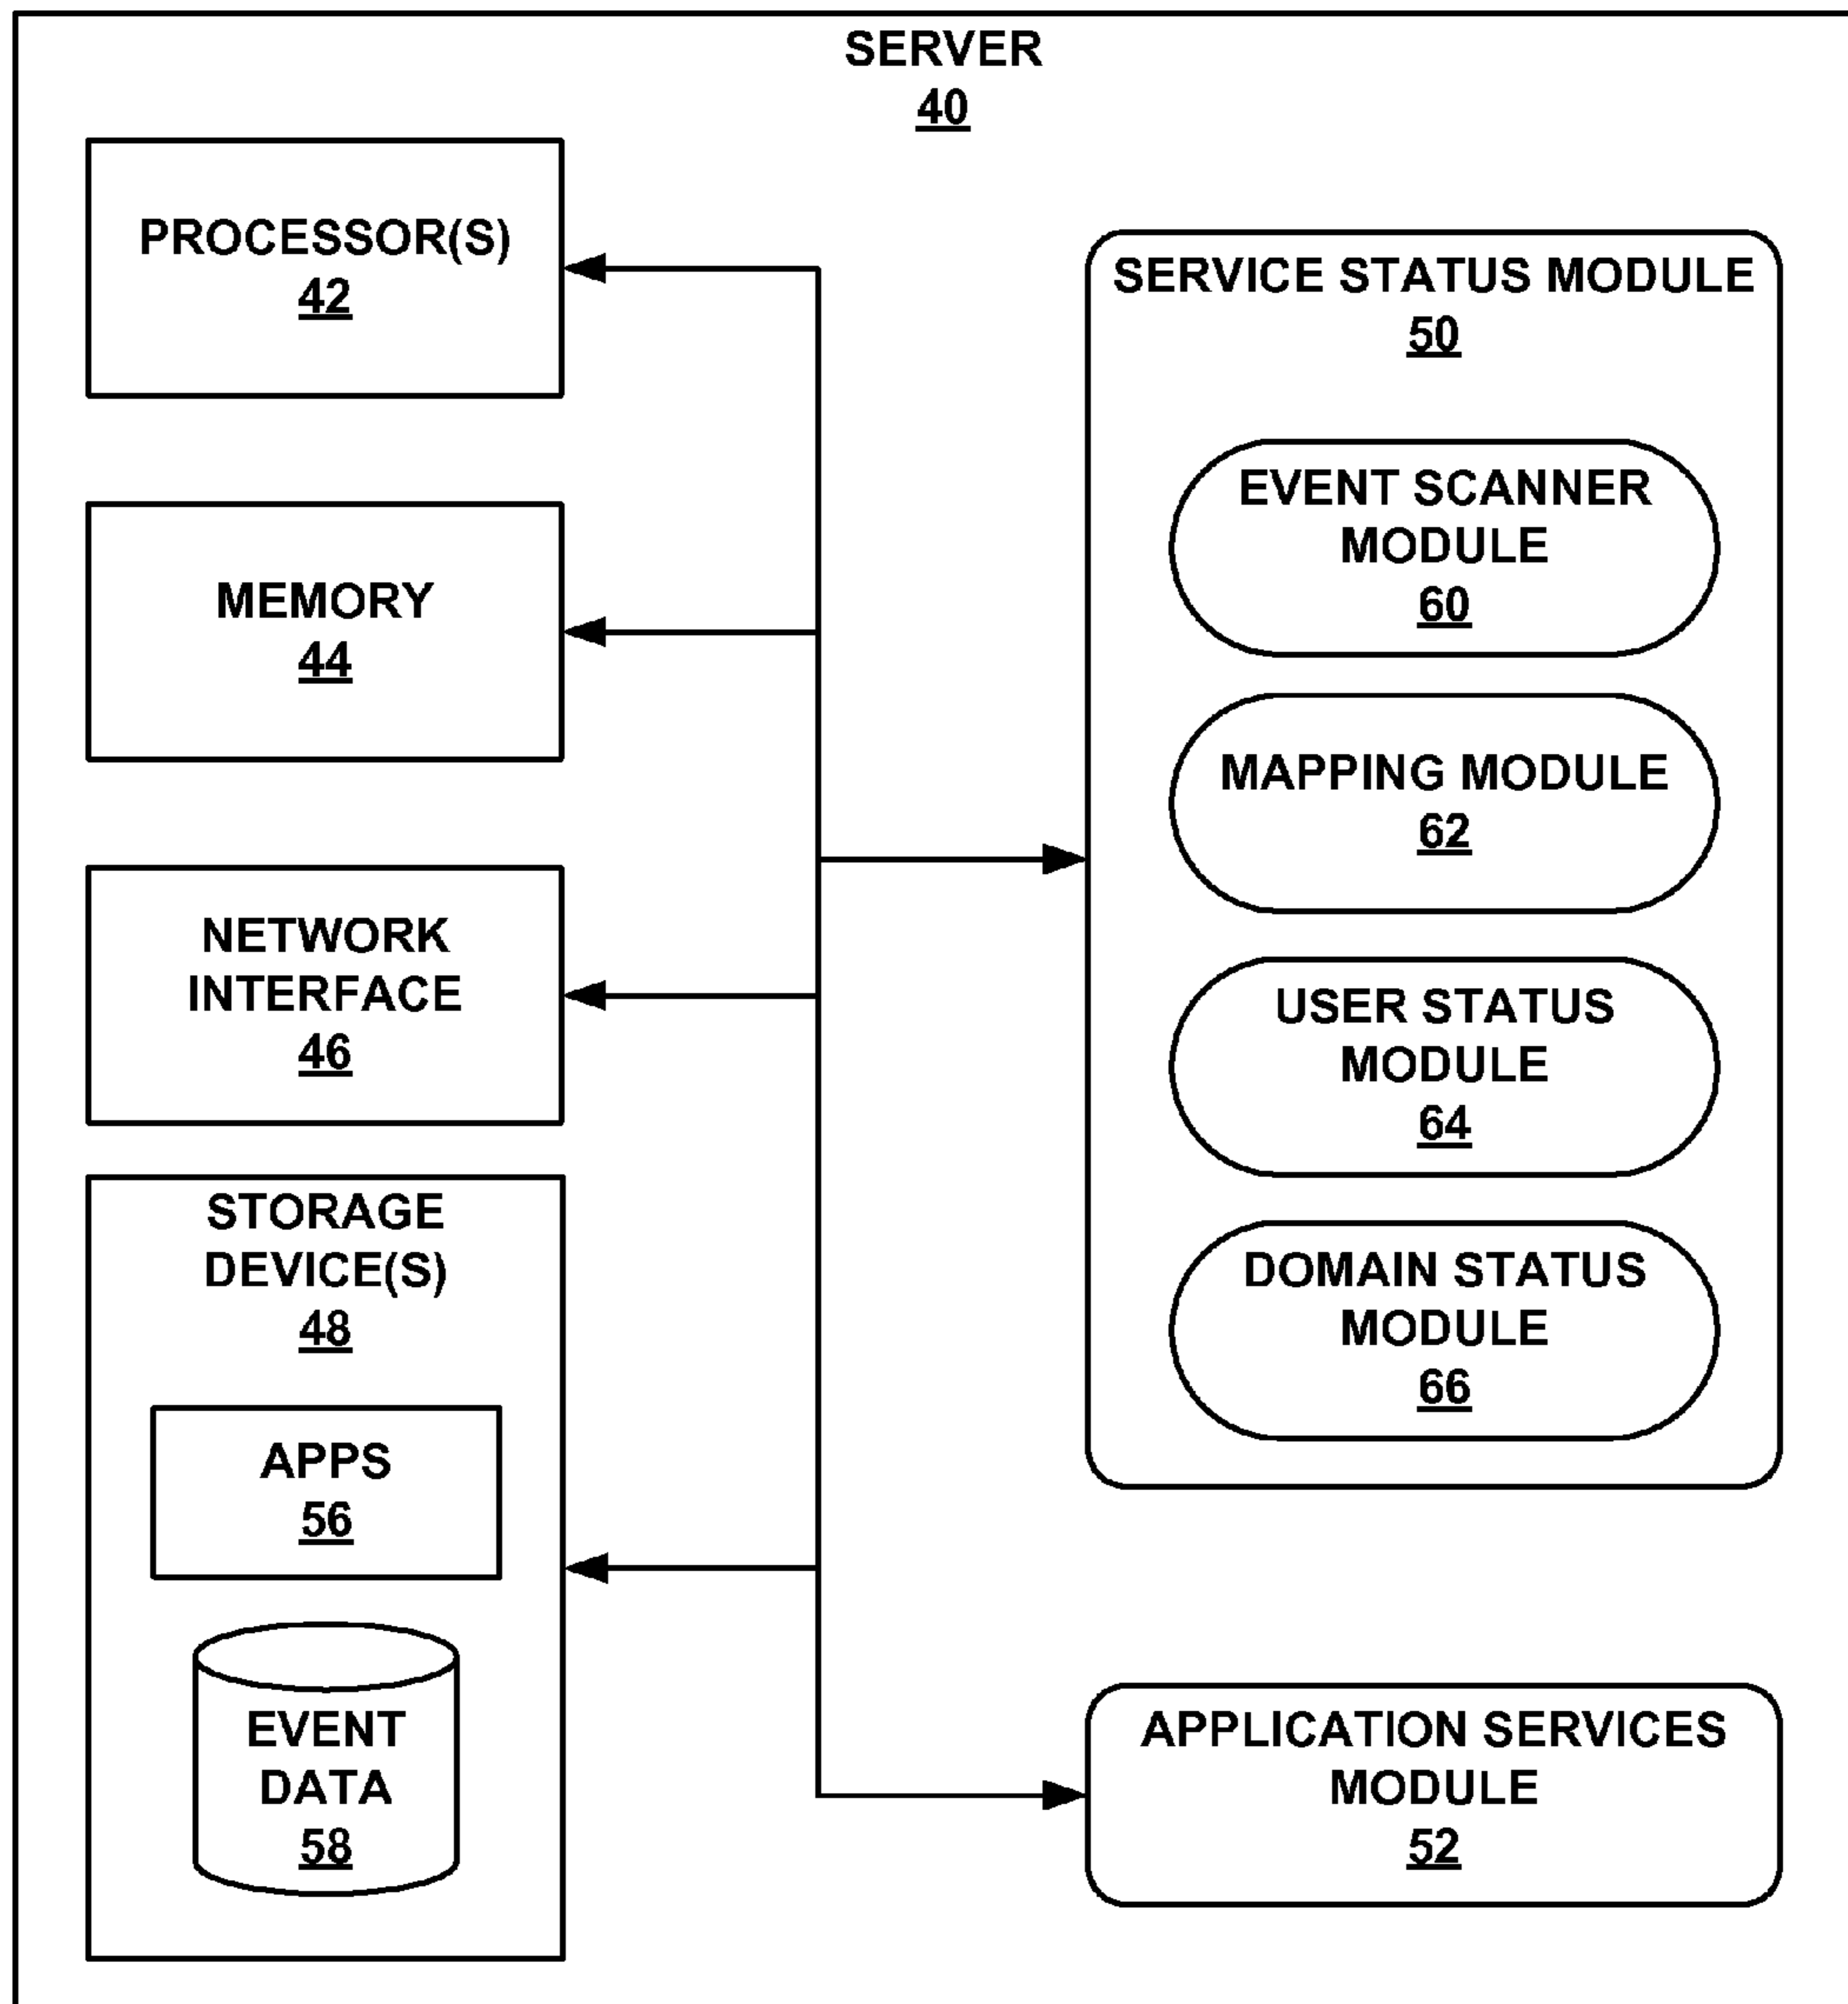 SERVER
40
PROCESSOR(S)
42
MEMORY
44
NETWORK
INTERFACE
46
STORAGE
DEVICE(S)
48
APPS
56
EVENT
DATA
58
SERVICE STATUS MODULE
50
EVENT SCANNER
MODULE
60
MAPPING MODULE
62
USER STATUS
MODULE
64
DOMAIN STATUS
MODULE
66
APPLICATION SERVICES
MODULE
52